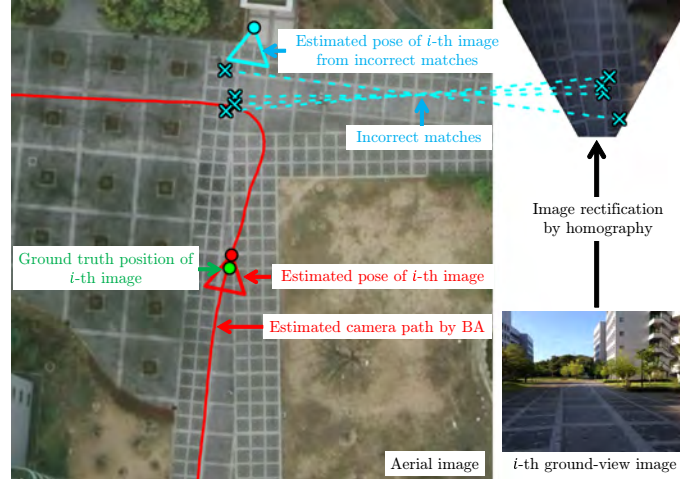 Estimated pose of i-th image
from incorrect matches
Incorrect matches
Image rectification
by homography
Ground truth position of
i-th image
Estimated pose of i-th image
Estimated camera path by BA
Aerial image
i-th ground-view image